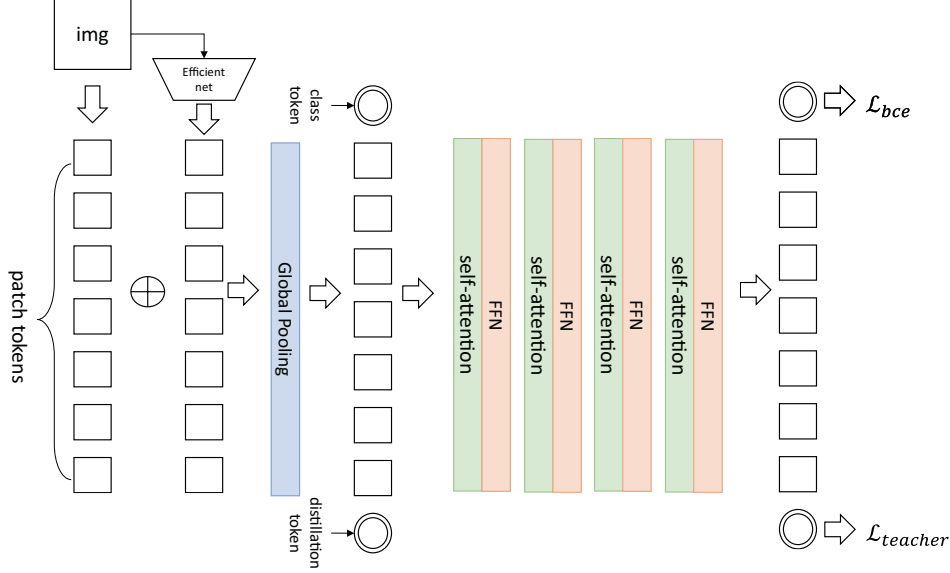 img
Efficient
net
class
token
patch tokens
Global Pooling
distillation
token
self-attention
FFN
self-attention
FFN
self-attention
FFN
self-attention
FFN
ℒbce
ℒteacher